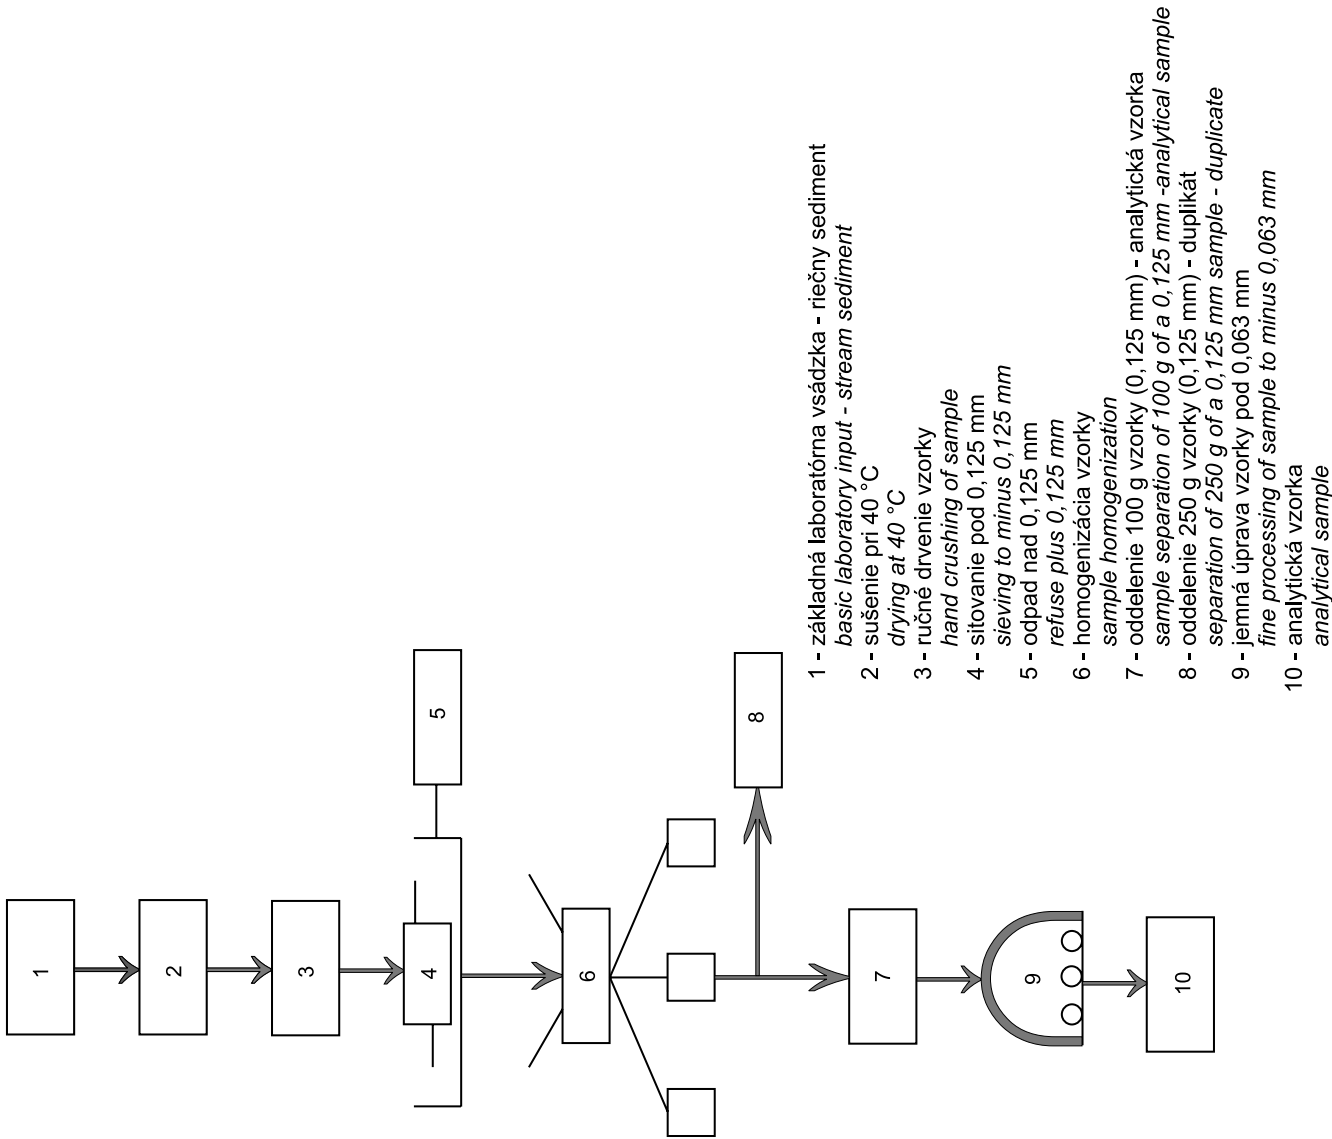 1
2
3
4
5
6
7
8
9
10
1 - základná laboratórna vsádzka - riečny sediment
basic laboratory input - stream sediment
2 - sušenie pri 40 °C
drying at 40 °C
3 - ručné drvenie vzorky
hand crushing of sample
4 - sitovanie pod 0,125 mm
sieving to minus 0,125 mm
5 - odpad nad 0,125 mm
refuse plus 0,125 mm
6 - homogenizácia vzorky
sample homogenization
7 - oddelenie 100 g vzorky (0,125 mm) - analytická vzorka
sample separation of 100 g of a 0,125 mm -analytical sample
8 - oddelenie 250 g vzorky (0,125 mm) - duplikát
separation of 250 g of a 0,125 mm sample - duplicate
9 - jemná úprava vzorky pod 0,063 mm
fine processing of sample to minus 0,063 mm
10 - analytická vzorka
analytical sample